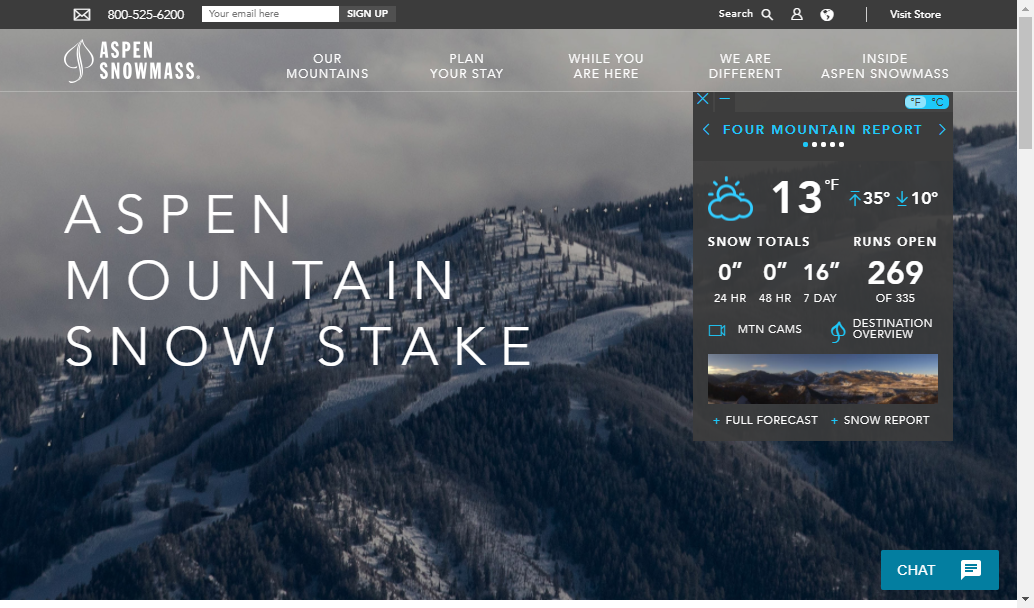 800-525-6200
Your email here
SIGN UP
Search
Visit Store
ASPEN
SNOWMASS®
OUR
MOUNTAINS
PLAN
YOUR STAY
WHILE YOU
ARE HERE
WE ARE
DIFFERENT
INSIDE
ASPEN SNOWMASS
°F °C
FOUR MOUNTAIN REPORT
13°F 35° 10°
SNOW TOTALS
0” 0” 16”
24 HR 48 HR 7 DAY
RUNS OPEN
269
OF 335
MTN CAMS
DESTINATION
OVERVIEW
+ FULL FORECAST + SNOW REPORT
ASPEN
MOUNTAIN
SNOW STAKE
CHAT